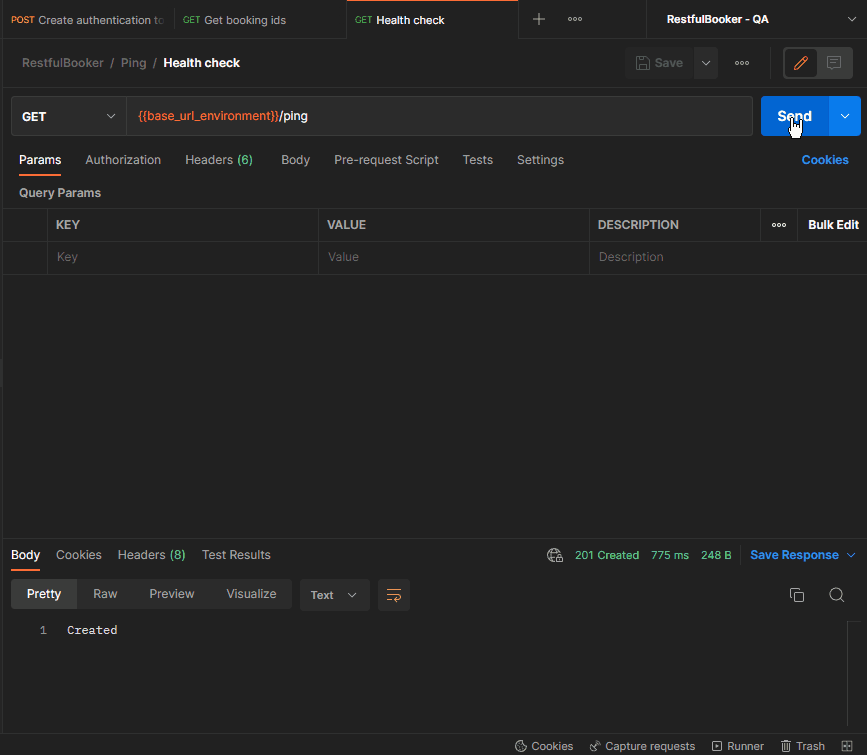 POST Create authentication to GET Get booking ids GET Health check RestfulBooker - QA
RestfulBooker / Ping / Health check Save
GET {{base_url_environment}}/ping Send
Params Authorization Headers (6) Body Pre-request Script Tests Settings Cookies
Query Params
KEY VALUE DESCRIPTION Bulk Edit
Key Value Description
Body Cookies Headers (8) Test Results 201 Created 775 ms 248 B Save Response
Pretty Raw Preview Visualize Text
1 Created
Cookies Capture requests Runner Trash